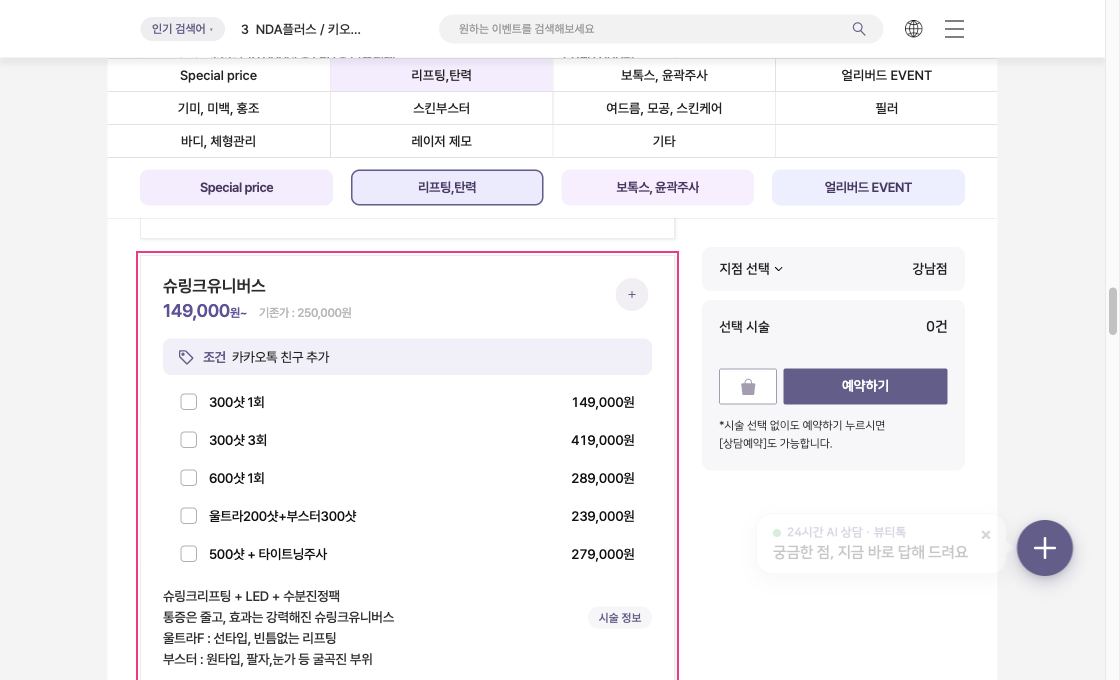 인기 검색어 ·
3 NDA플러스 / 키오...
원하는 이벤트를 검색해보세요
Special price
리프팅,탄력
보톡스, 윤곽주사
얼리버드 EVENT
기미, 미백, 홍조
스킨부스터
여드름, 모공, 스킨케어
필러
바디, 체형관리
레이저 제모
기타
Special price
리프팅,탄력
보톡스, 윤곽주사
얼리버드 EVENT
슈링크유니버스
149,000원~ 기존가 : 250,000원
+
조건 카카오톡 친구 추가
300샷 1회 149,000원
300샷 3회 419,000원
600샷 1회 289,000원
울트라200샷+부스터300샷 239,000원
500샷 + 타이트닝주사 279,000원
슈링크리프팅 + LED + 수분진정팩
통증은 줄고, 효과는 강력해진 슈링크유니버스
울트라F : 선타입, 빈틈없는 리프팅
부스터 : 원타입, 팔자,눈가 등 굴곡진 부위
시술 정보
지점 선택 강남점
선택 시술 0건
예약하기
*시술 선택 없이도 예약하기 누르시면
[상담예약]도 가능합니다.
24시간 AI 상담 · 뷰티톡
궁금한 점, 지금 바로 답해 드려요